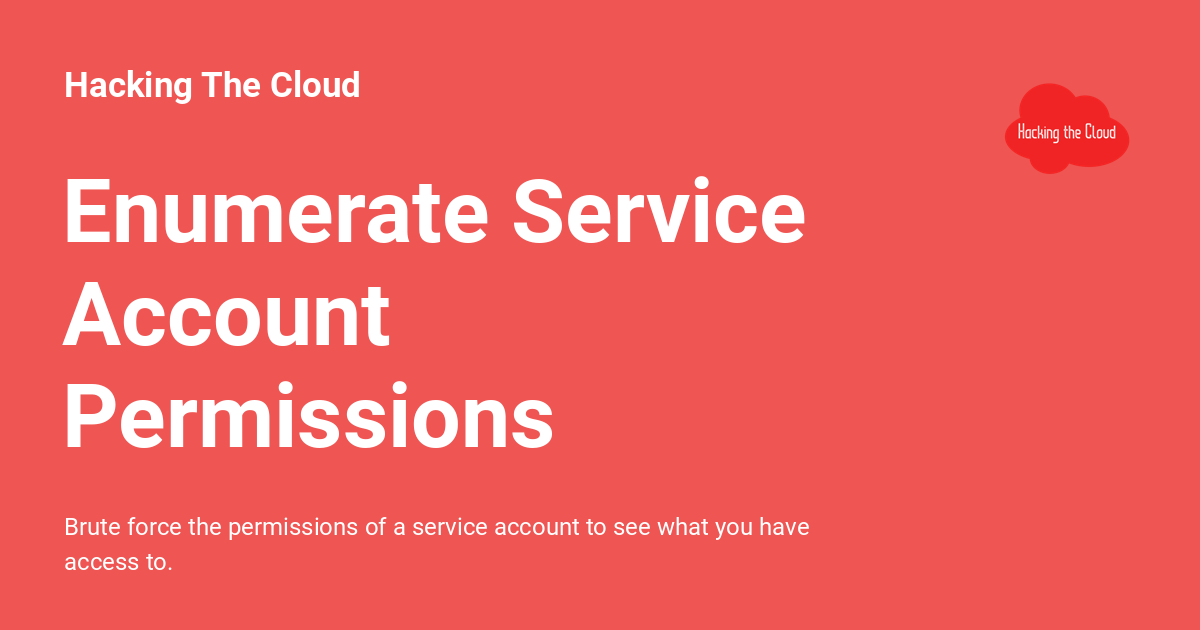 Hacking The Cloud
Hacking the Cloud
Enumerate Service
Account
Permissions
Brute force the permissions of a service account to see what you have
access to.